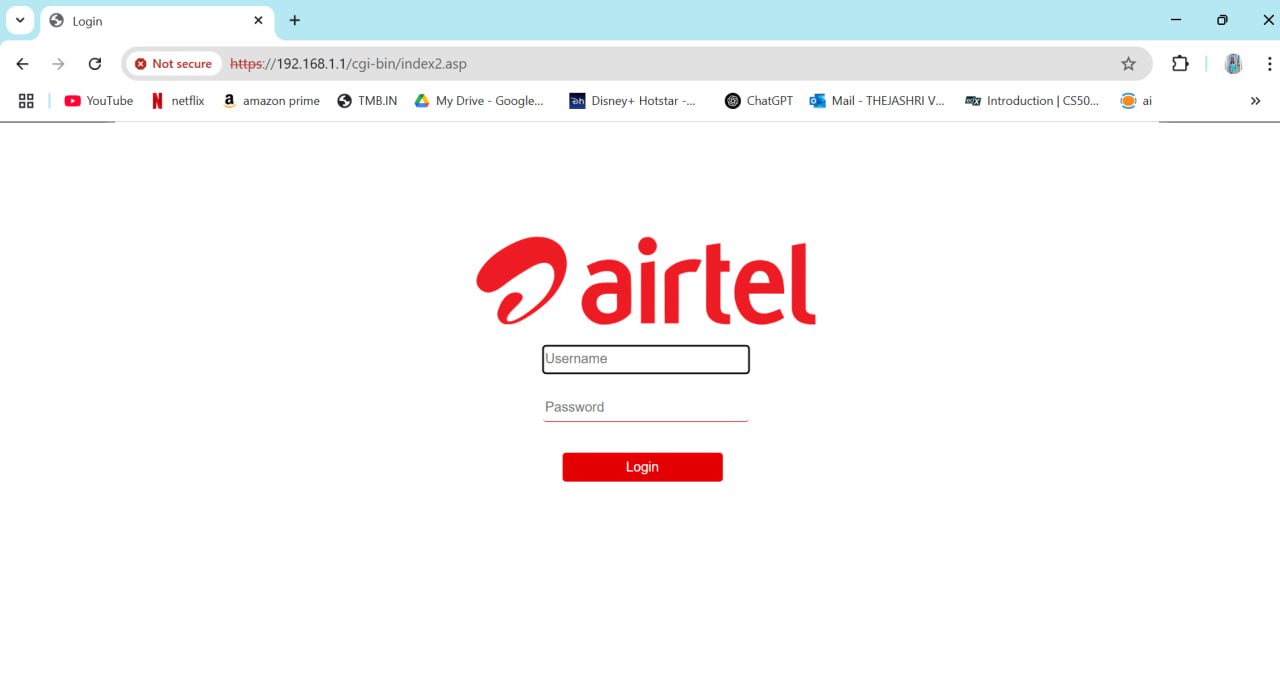 Login
Not secure https://192.168.1.1/cgi-bin/index2.asp
YouTube netflix amazon prime TMB.IN My Drive - Google... Disney+ Hotstar -... ChatGPT Mail - THEJASHRI V... Introduction | CS50... ai
airtel
Username
Password
Login